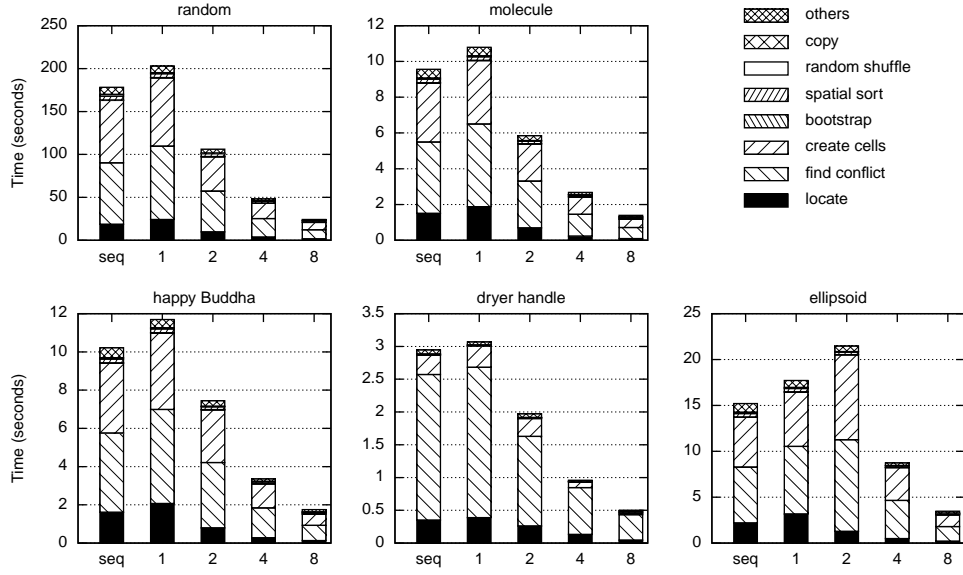 random
250
200
150
100
50
0
Time (seconds)
seq 1 2 4 8
molecule
12
10
8
6
4
2
0
seq 1 2 4 8
others
copy
random shuffle
spatial sort
bootstrap
create cells
find conflict
locate
happy Buddha
12
10
8
6
4
2
0
Time (seconds)
seq 1 2 4 8
dryer handle
3.5
3
2.5
2
1.5
1
0.5
0
seq 1 2 4 8
ellipsoid
25
20
15
10
5
0
seq 1 2 4 8